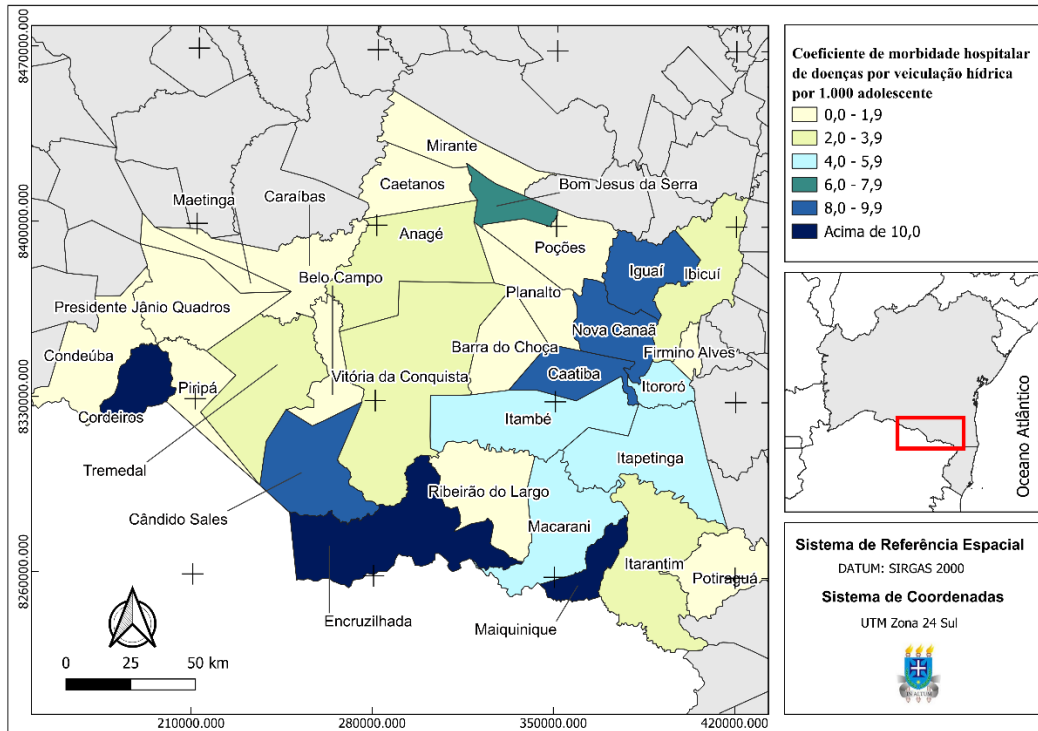 8470000.000
8400000.000
8330000.000
8260000.000
Mirante
Caetanos
Bom Jesus da Serra
Caraíbas
Maetinga
Anagé
Poções
Iguaí
Ibicuí
Belo Campo
Planalto
Presidente Jânio Quadros
Nova Canaã
Condeúba
Barra do Choça
Firmino Alves
Vitória da Conquista
Caatiba
Piripá
Itororó
Cordeiros
Itambé
Tremedal
Itapetinga
Ribeirão do Largo
Cândido Sales
Macarani
Itarantim
Potiraguá
Encruzilhada
Maiquinique
0 25 50 km
210000.000 280000.000 350000.000 420000.000
Coeficiente de morbidade hospitalar
de doenças por veiculação hídrica
por 1.000 adolescente
0,0 - 1,9
2,0 - 3,9
4,0 - 5,9
6,0 - 7,9
8,0 - 9,9
Acima de 10,0
Oceano Atlântico
Sistema de Referência Espacial
DATUM: SIRGAS 2000
Sistema de Coordenadas
UTM Zona 24 Sul